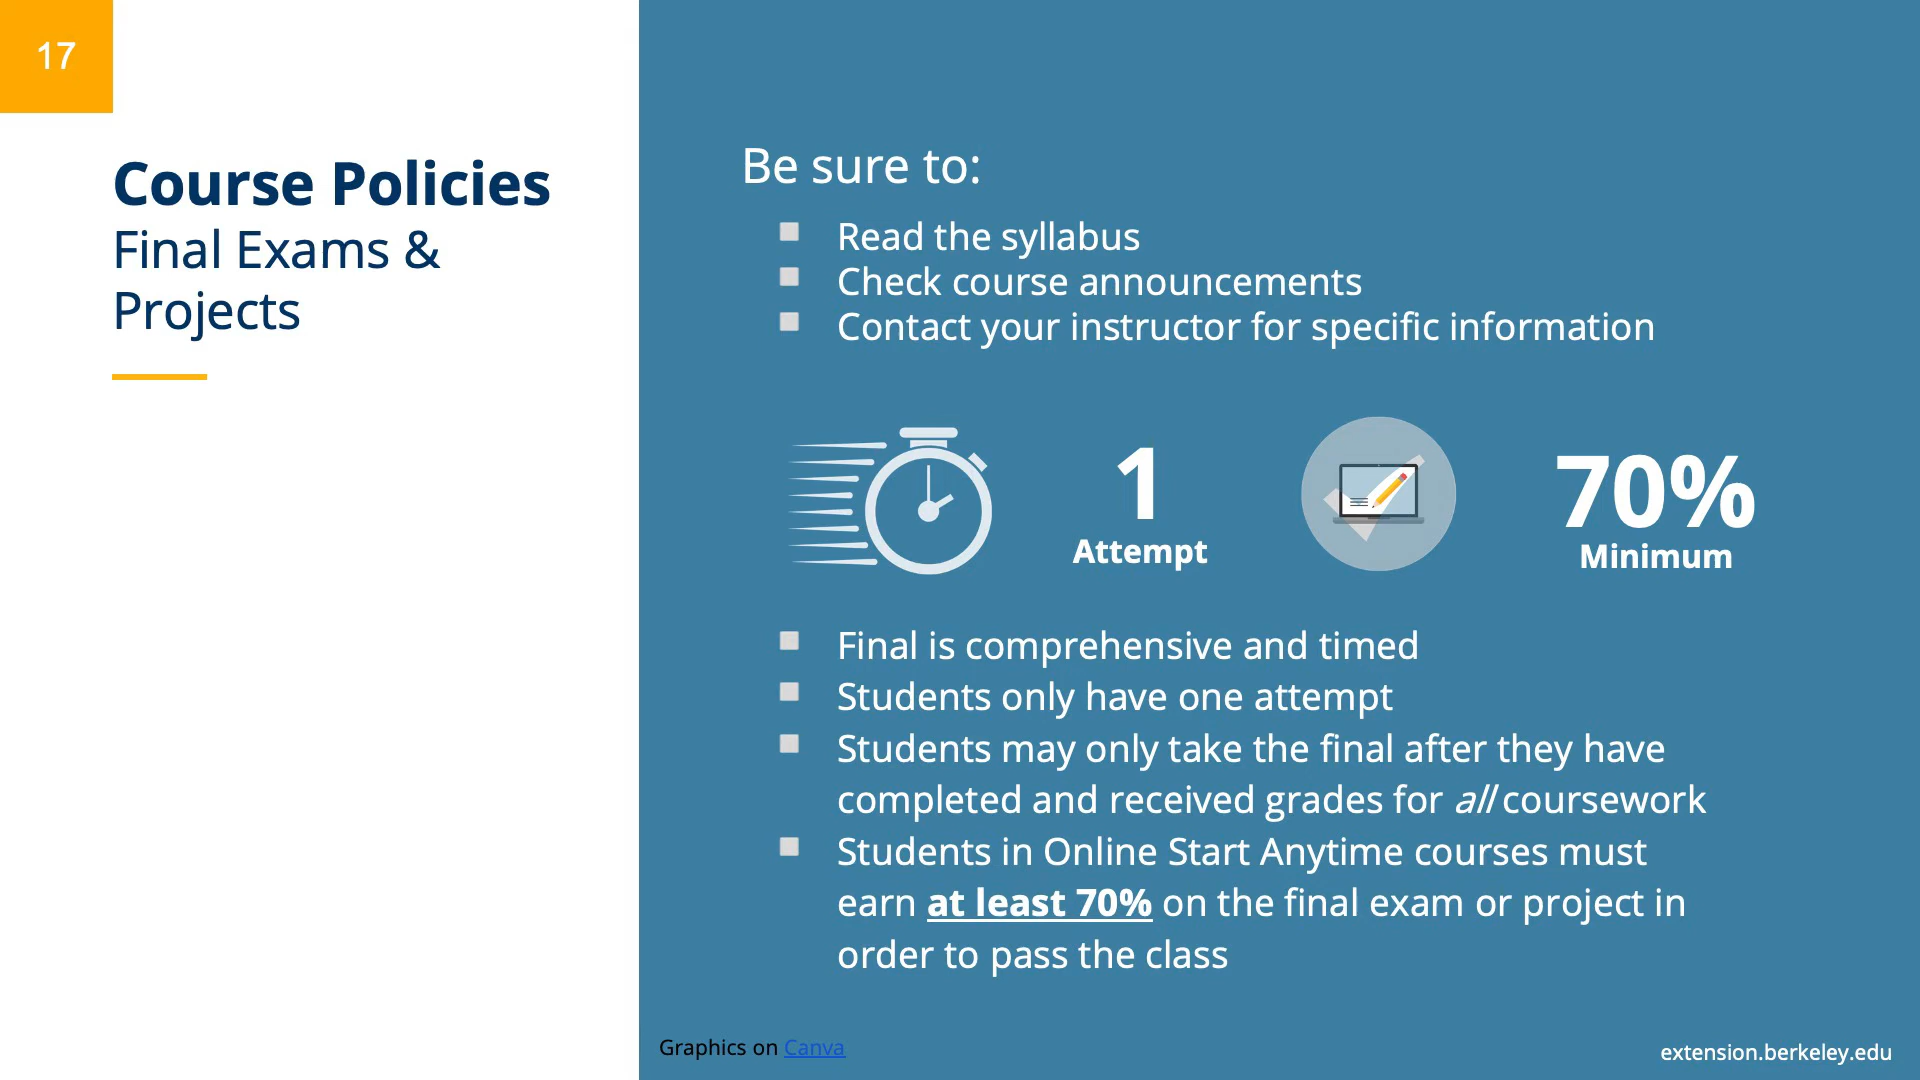 17
Course Policies
Final Exams &
Projects
Be sure to:
Read the syllabus
Check course announcements
Contact your instructor for specific information
1
Attempt
70%
Minimum
Final is comprehensive and timed
Students only have one attempt
Students may only take the final after they have
completed and received grades for all coursework
Students in Online Start Anytime courses must
earn at least 70% on the final exam or project in
order to pass the class
Graphics on Canva
extension.berkeley.edu